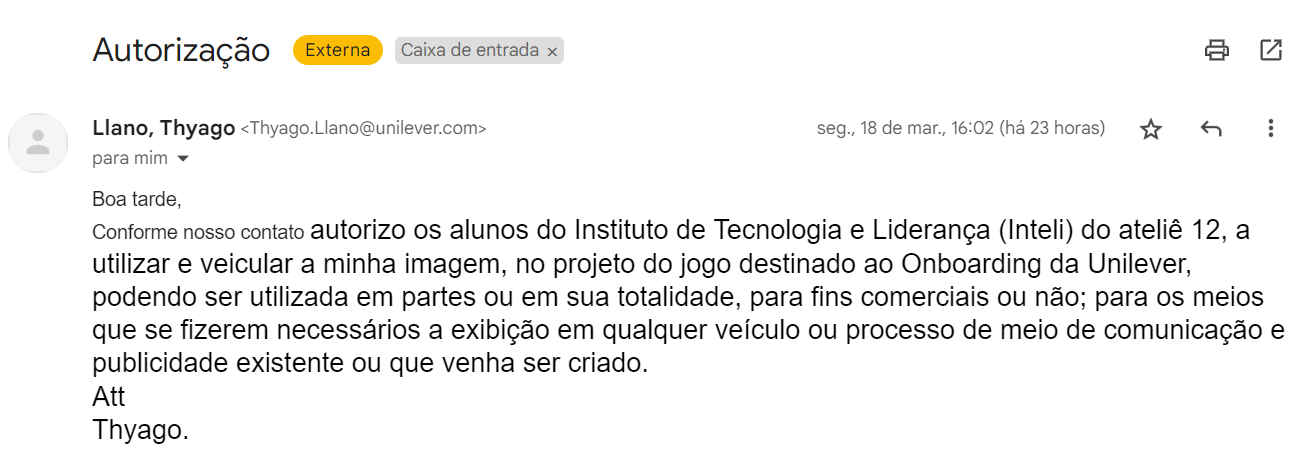 Autorização Externa Caixa de entrada ×
Llano, Thyago <Thyago.Llano@unilever.com> seg., 18 de mar., 16:02 (há 23 horas)
para mim
Boa tarde,
Conforme nosso contato autorizo os alunos do Instituto de Tecnologia e Liderança (Inteli) do ateliê 12, a
utilizar e veicular a minha imagem, no projeto do jogo destinado ao Onboarding da Unilever,
podendo ser utilizada em partes ou em sua totalidade, para fins comerciais ou não; para os meios
que se fizerem necessários a exibição em qualquer veículo ou processo de meio de comunicação e
publicidade existente ou que venha ser criado.
Att
Thyago.